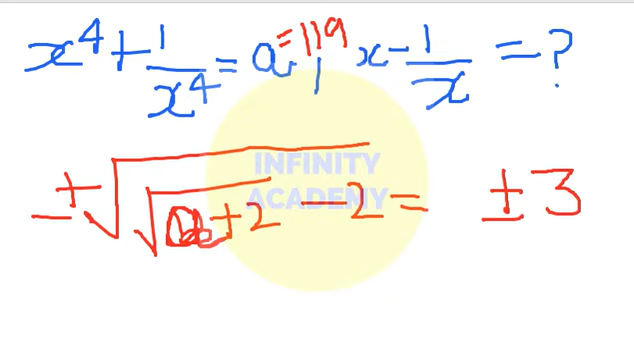 x⁴ + 1/x⁴ = a = 119, x - 1/x = ?
INFINITY
ACADEMY
± √(√(a + 2) - 2) = ± 3